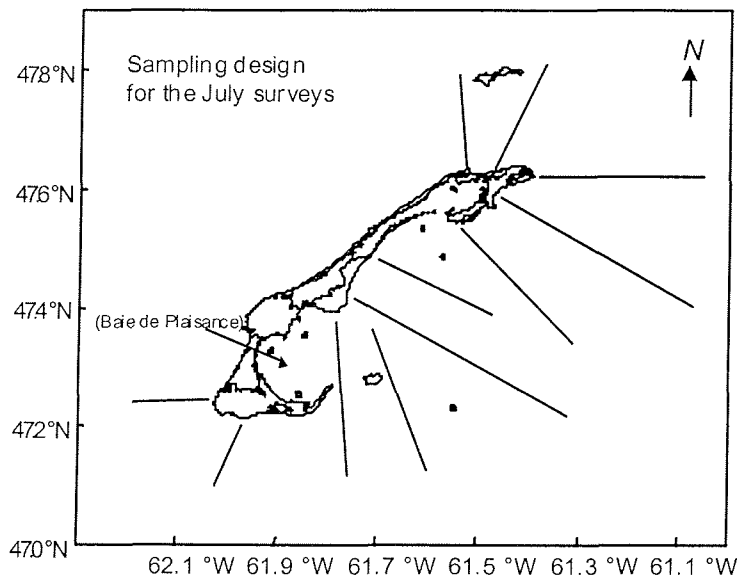 Sampling design
for the July surveys
N
478°N
476°N
474°N
(Baie de Plaisance)
472°N
470°N
62.1 °W 61.9 °W 61.7 °W 61.5 °W 61.3 °W 61.1 °W